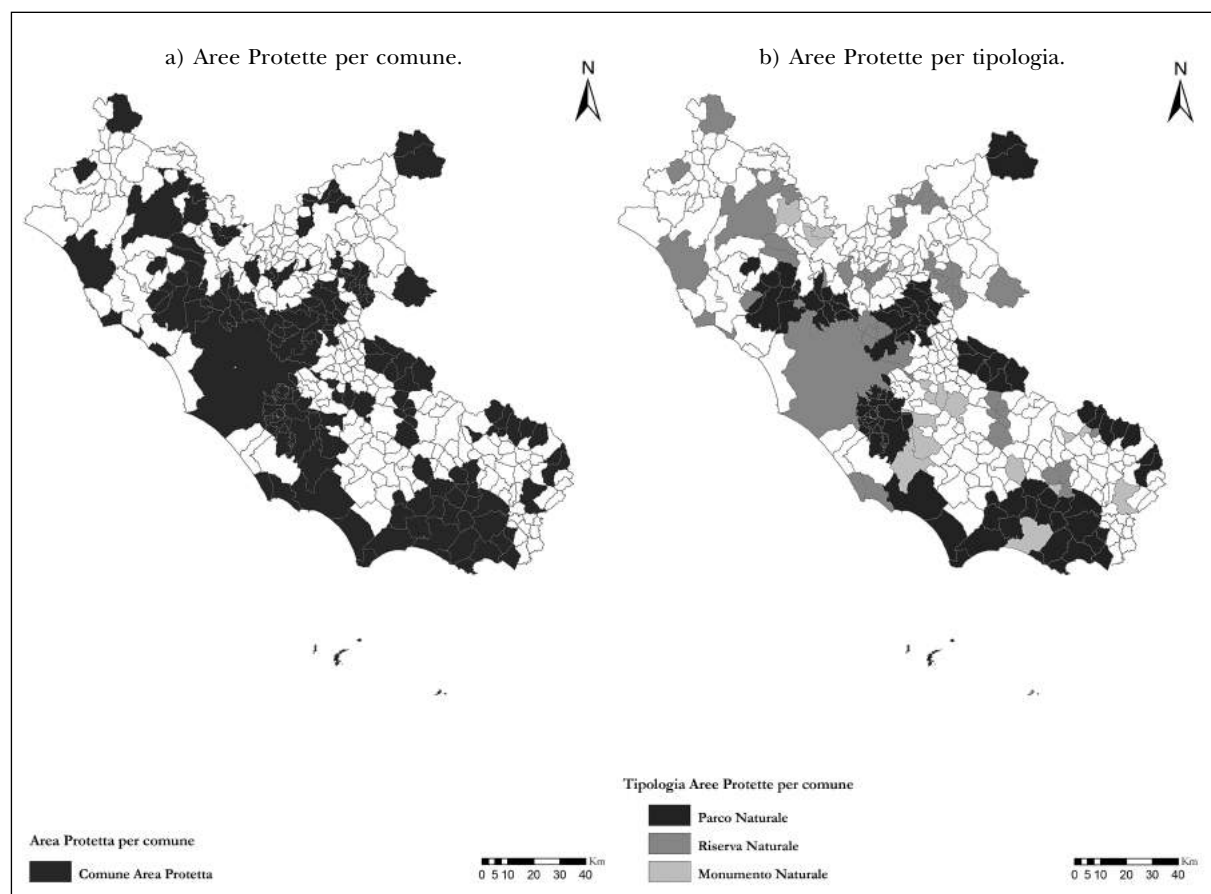 a) Aree Protette per comune.
b) Aree Protette per tipologia.
N
N
Tipologia Aree Protette per comune
Parco Naturale
Riserva Naturale
Monumento Naturale
Area Protetta per comune
Comune Area Protetta
Km
0 5 10 20 30 40
Km
0 5 10 20 30 40